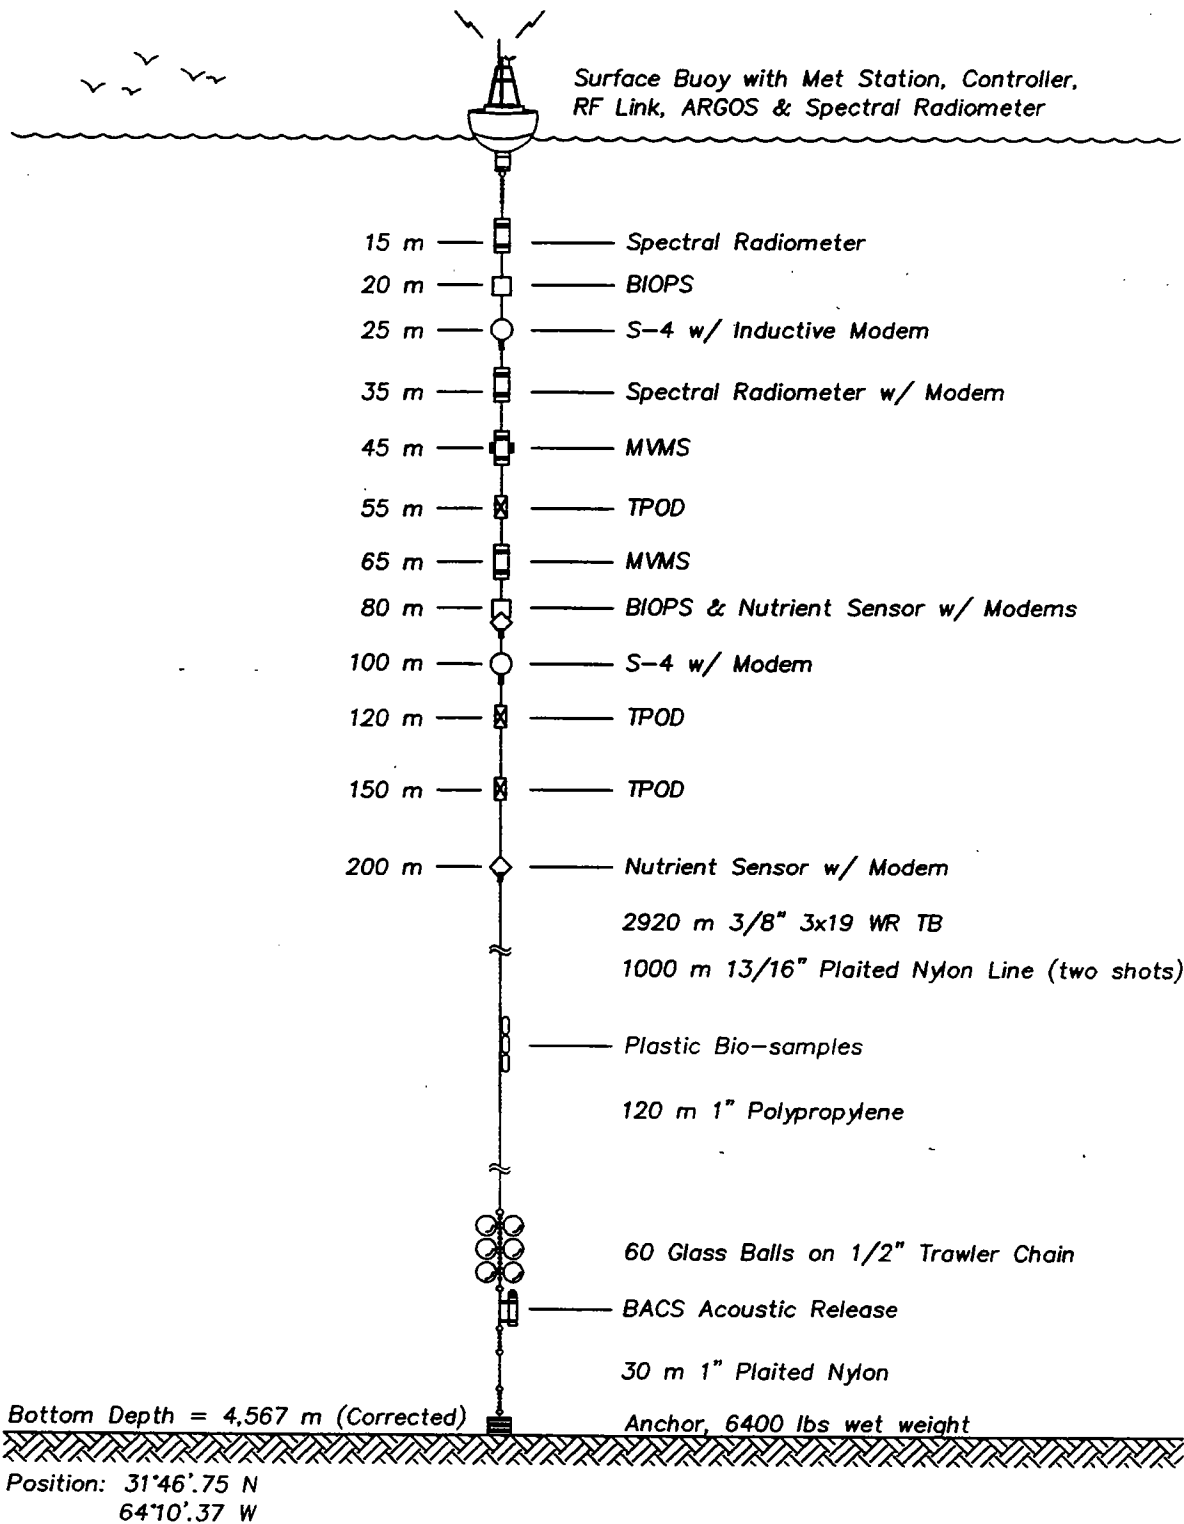 Surface Buoy with Met Station, Controller,
RF Link, ARGOS & Spectral Radiometer
15 m Spectral Radiometer
20 m BIOPS
25 m S-4 w/ Inductive Modem
35 m Spectral Radiometer w/ Modem
45 m MVMS
55 m TPOD
65 m MVMS
80 m BIOPS & Nutrient Sensor w/ Modems
100 m S-4 w/ Modem
120 m TPOD
150 m TPOD
200 m Nutrient Sensor w/ Modem
2920 m 3/8" 3x19 WR TB
1000 m 13/16" Plaited Nylon Line (two shots)
Plastic Bio-samples
120 m 1" Polypropylene
60 Glass Balls on 1/2" Trawler Chain
BACS Acoustic Release
30 m 1" Plaited Nylon
Bottom Depth = 4,567 m (Corrected) Anchor, 6400 lbs wet weight
Position: 31°46'.75 N
64°10'.37 W